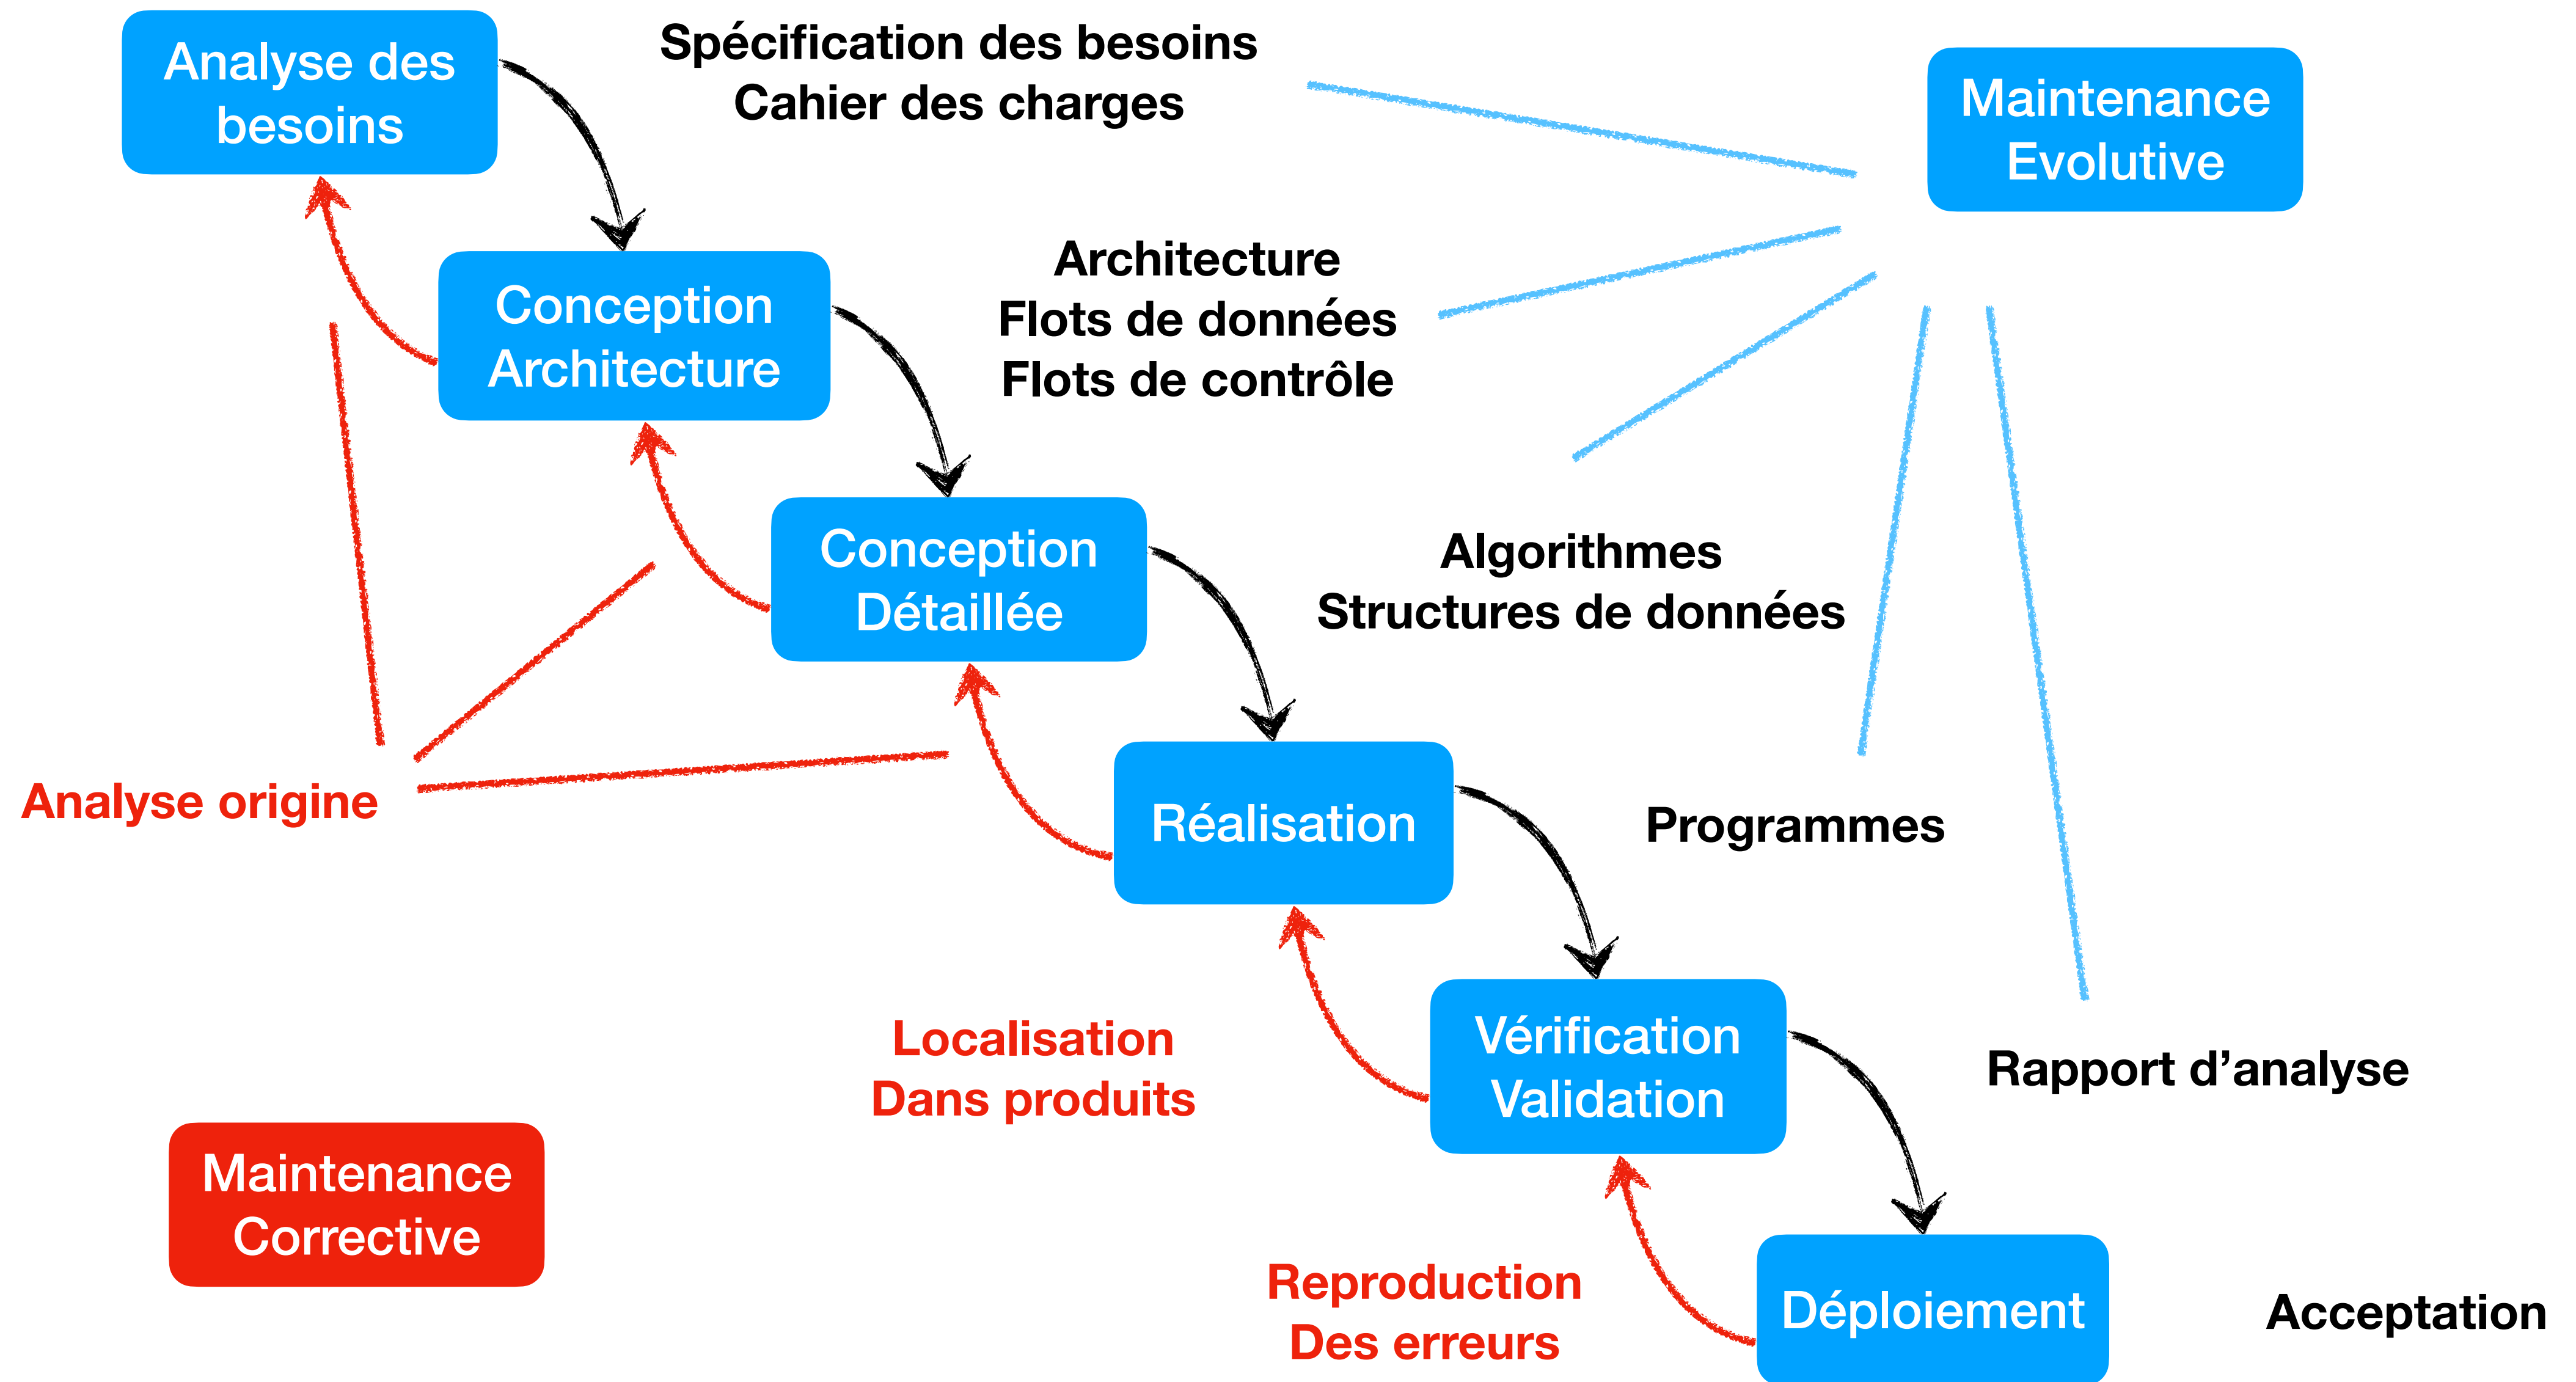 Analyse des
besoins
Spécification des besoins
Cahier des charges
Maintenance
Evolutive
Conception
Architecture
Architecture
Flots de données
Flots de contrôle
Conception
Détaillée
Algorithmes
Structures de données
Analyse origine
Réalisation
Programmes
Localisation
Dans produits
Vérification
Validation
Rapport d’analyse
Maintenance
Corrective
Reproduction
Des erreurs
Déploiement
Acceptation